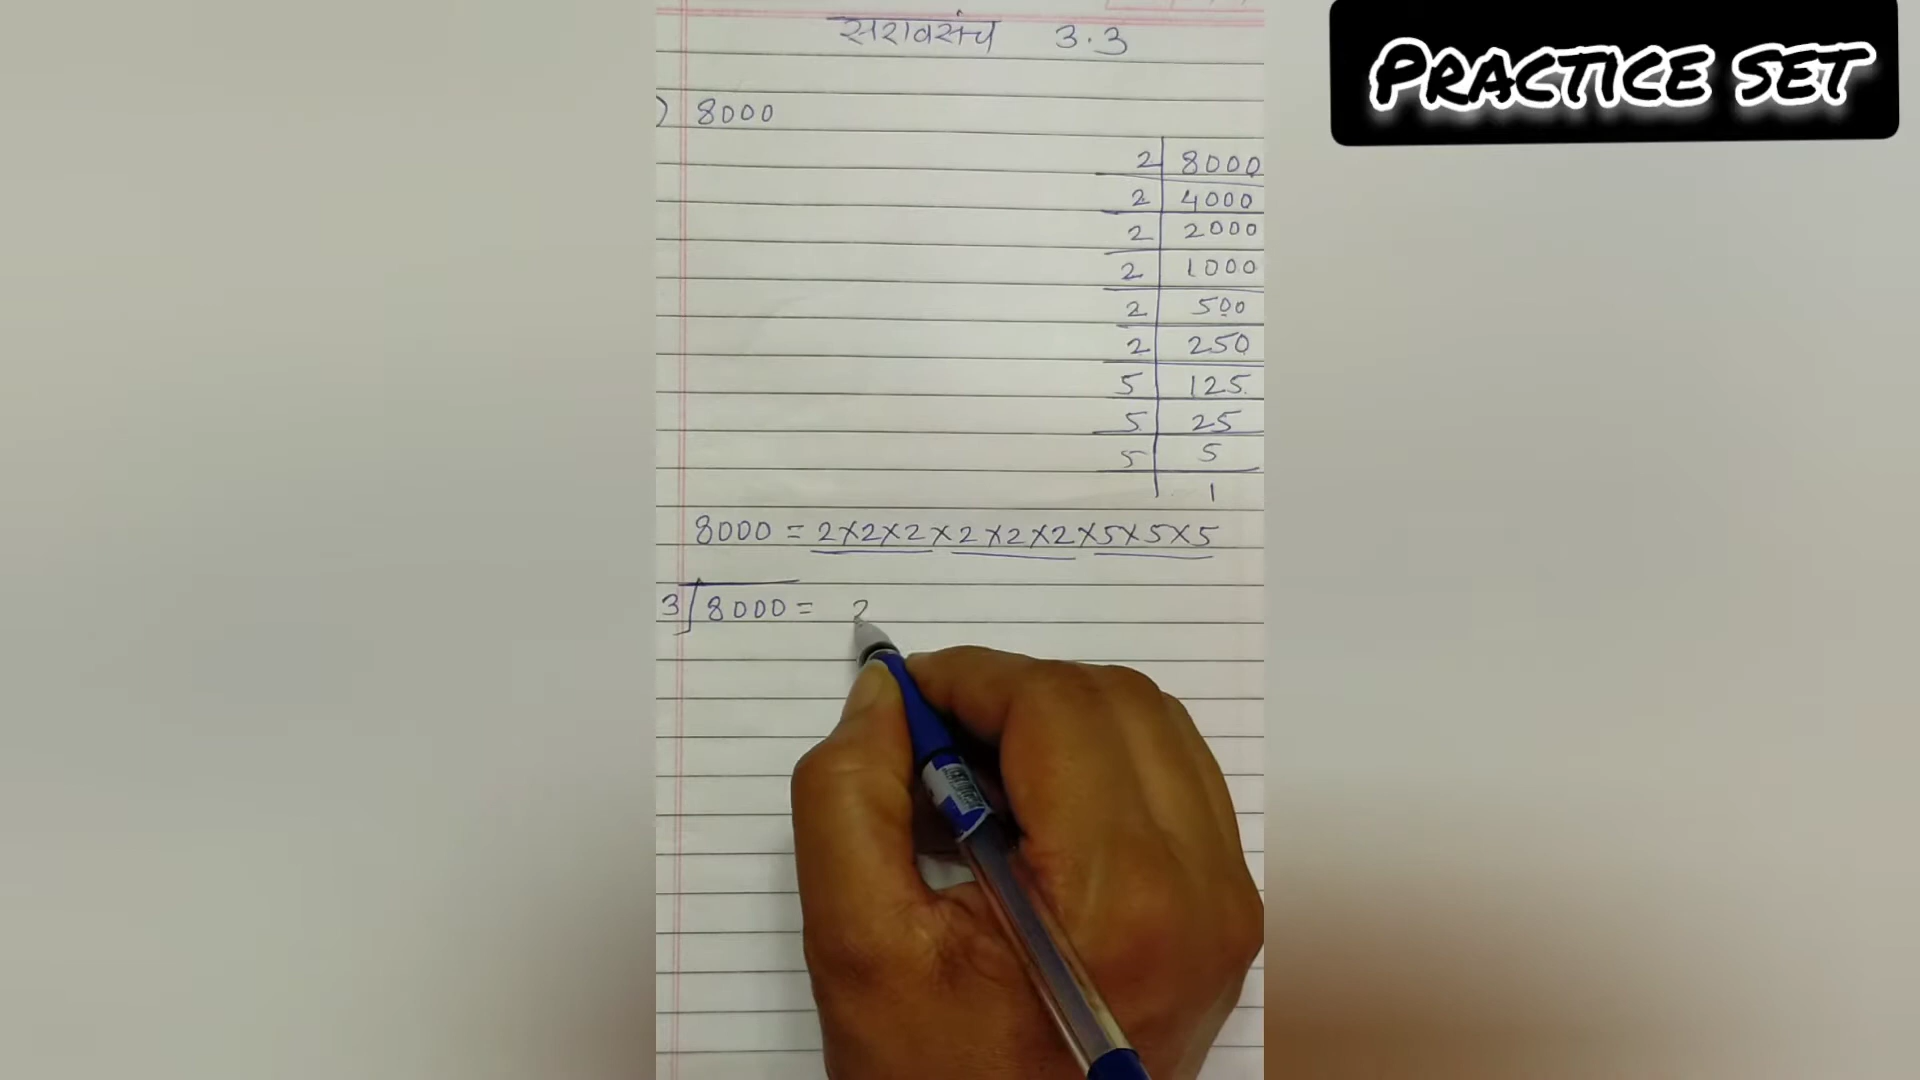 सरावसंच 3.3
PRACTICE SET
) 8000
2 | 8000
2 | 4000
2 | 2000
2 | 1000
2 | 500
2 | 250
5 | 125
5 | 25
5 | 5
| 1
8000 = 2×2×2×2×2×2×5×5×5
3√8000 = 2